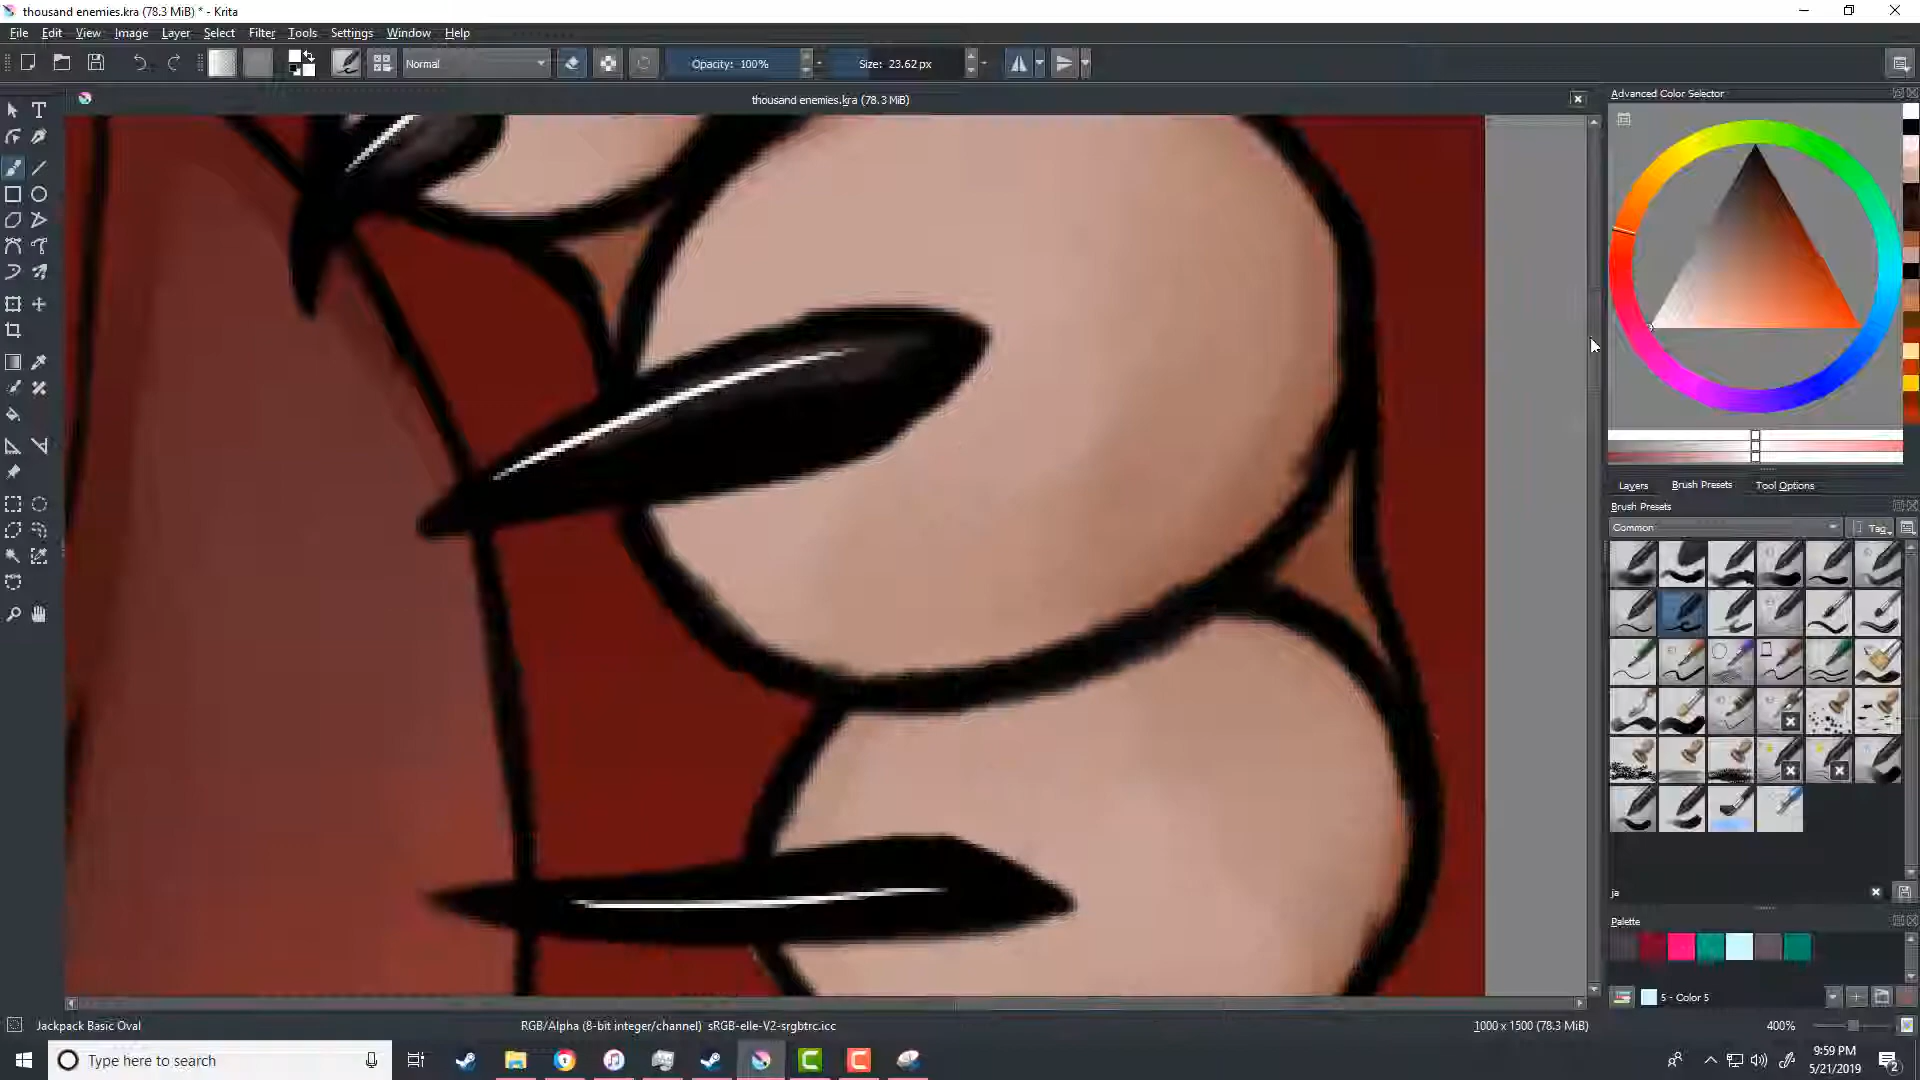 thousand enemies.kra (78.3 MiB) * - Krita
File Edit View Image Layer Select Filter Tools Settings Window Help
Normal Opacity: 100% Size: 23.62 px
thousand enemies.kra (78.3 MiB)
Advanced Color Selector
Layers Brush Presets Tool Options
Brush Presets
Common Tag
ja
Palette
5 - Color 5
Jackpack Basic Oval RGB/Alpha (8-bit integer/channel) sRGB-elle-V2-srgbtrc.icc 1000 x 1500 (78.3 MiB) 400%
Type here to search
9:59 PM
5/21/2019
2